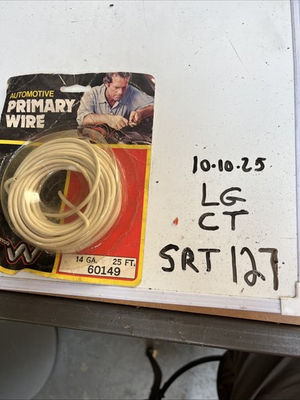 AUTOMOTIVE
PRIMARY
WIRE
14 GA. 25 FT.
60149
10·10·25
LG
CT
SRT 127